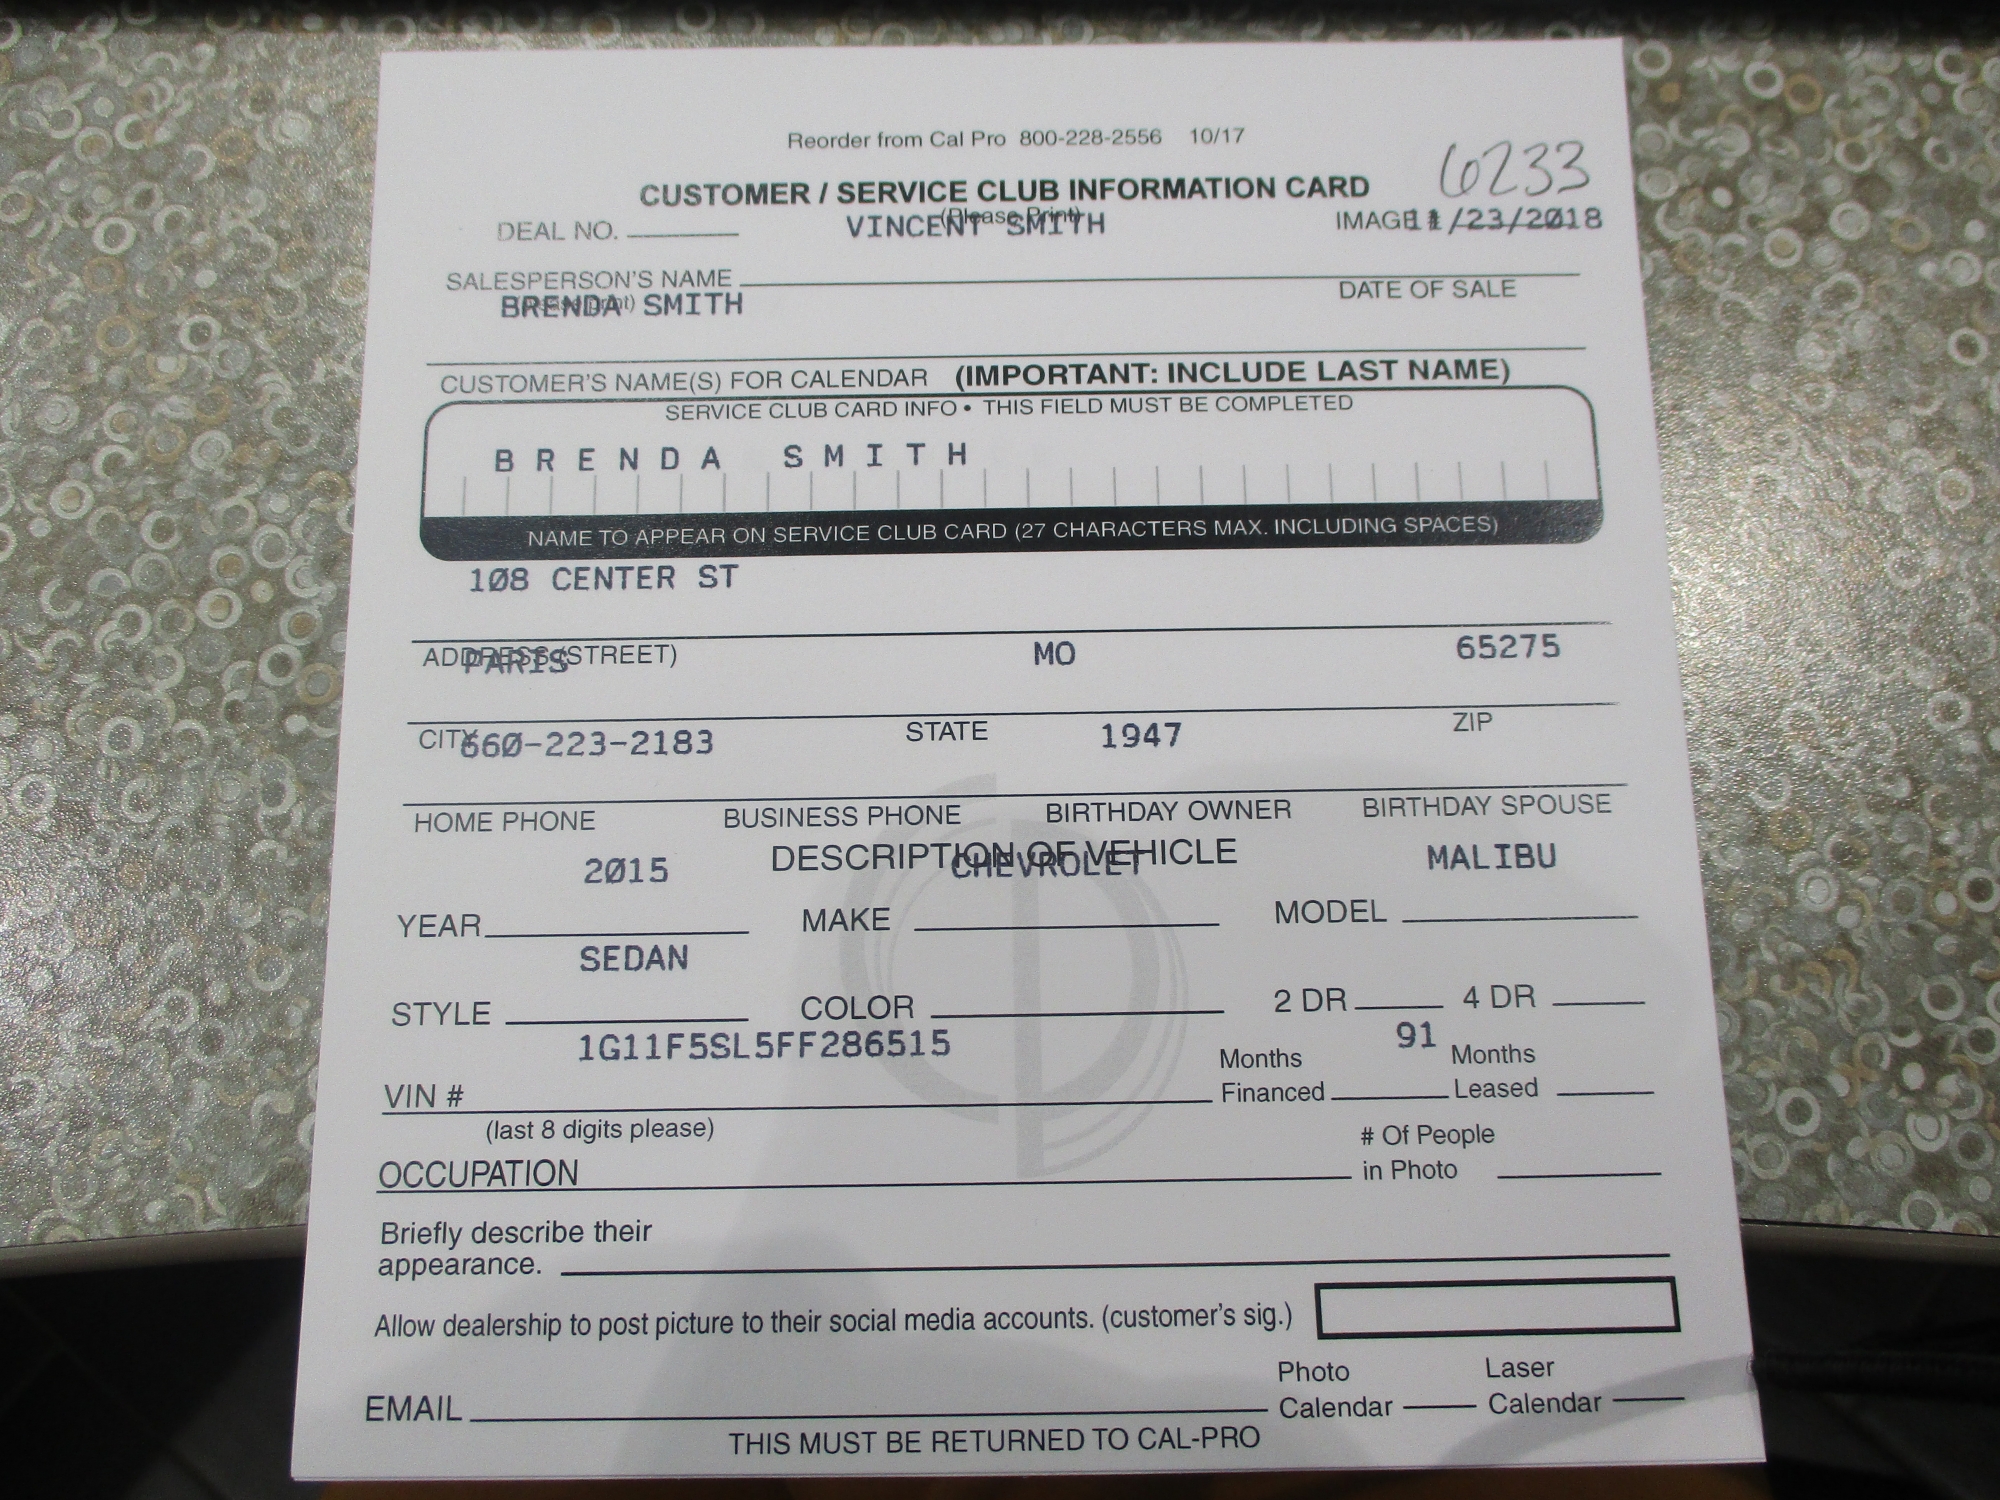 Reorder from Cal Pro 800-228-2556 10/17
6233
CUSTOMER / SERVICE CLUB INFORMATION CARD
(Please Print)
DEAL NO. VINCENT SMITH IMAGE # 11/23/2018
SALESPERSON'S NAME DATE OF SALE
BRENDA SMITH
CUSTOMER'S NAME(S) FOR CALENDAR (IMPORTANT: INCLUDE LAST NAME)
SERVICE CLUB CARD INFO • THIS FIELD MUST BE COMPLETED
BRENDA SMITH
NAME TO APPEAR ON SERVICE CLUB CARD (27 CHARACTERS MAX. INCLUDING SPACES)
108 CENTER ST
ADDRESS (STREET)
PARIS MO 65275
CITY STATE ZIP
660-223-2183 1947
HOME PHONE BUSINESS PHONE BIRTHDAY OWNER BIRTHDAY SPOUSE
DESCRIPTION OF VEHICLE
2015 CHEVROLET MALIBU
YEAR MAKE MODEL
SEDAN
STYLE COLOR 2 DR 4 DR
1G11F5SL5FF286515 91
VIN # Months Financed Months Leased
(last 8 digits please)
OCCUPATION # Of People in Photo
Briefly describe their
appearance.
Allow dealership to post picture to their social media accounts. (customer's sig.)
EMAIL Photo Calendar Laser Calendar
THIS MUST BE RETURNED TO CAL-PRO